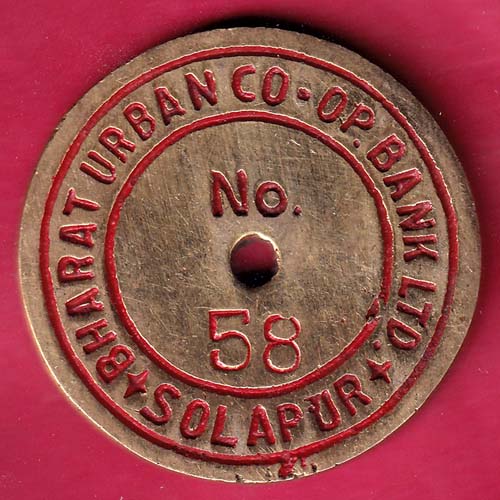 BHARAT URBAN CO-OP. BANK LTD.
No.
58
SOLAPUR